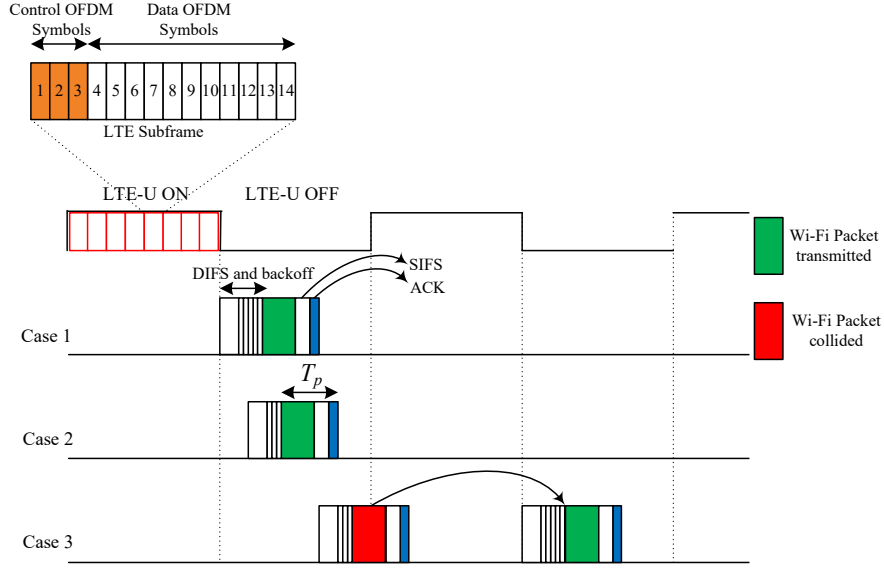 Control OFDM
Symbols
Data OFDM
Symbols
1 2 3 4 5 6 7 8 9 10 11 12 13 14
LTE Subframe
LTE-U ON
LTE-U OFF
Wi-Fi Packet
transmitted
DIFS and backoff
SIFS
ACK
Case 1
Wi-Fi Packet
collided
Tp
Case 2
Case 3